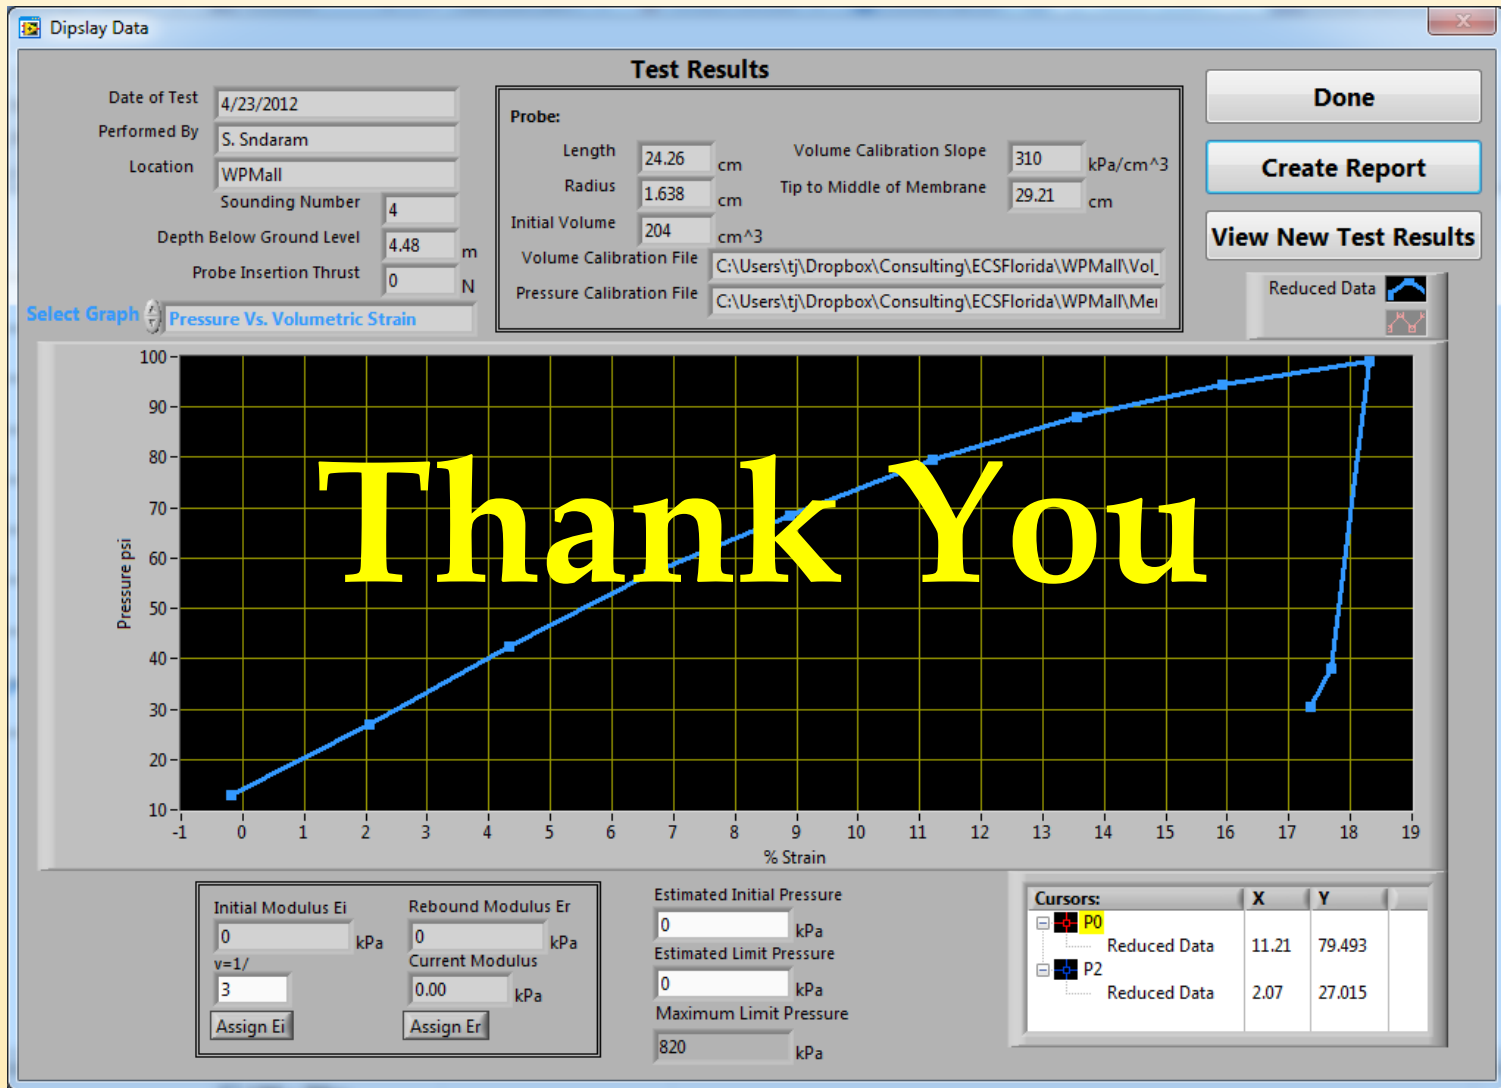 Dipslay Data
Test Results
Date of Test 4/23/2012
Performed By S. Sndaram
Location WPMall
Sounding Number 4
Depth Below Ground Level 4.48 m
Probe Insertion Thrust 0 N
Select Graph Pressure Vs. Volumetric Strain
Probe:
Length 24.26 cm
Radius 1.638 cm
Initial Volume 204 cm^3
Volume Calibration Slope 310 kPa/cm^3
Tip to Middle of Membrane 29.21 cm
Volume Calibration File C:\Users\tj\Dropbox\Consulting\ECSFlorida\WPMall\Vol_
Pressure Calibration File C:\Users\tj\Dropbox\Consulting\ECSFlorida\WPMall\Me
Done
Create Report
View New Test Results
Reduced Data
Thank You
Pressure psi
100
90
80
70
60
50
40
30
20
10
-1 0 1 2 3 4 5 6 7 8 9 10 11 12 13 14 15 16 17 18 19
% Strain
Initial Modulus Ei Rebound Modulus Er
0 kPa 0 kPa
v=1/ Current Modulus
3 0.00 kPa
Assign Ei Assign Er
Estimated Initial Pressure
0 kPa
Estimated Limit Pressure
0 kPa
Maximum Limit Pressure
820 kPa
Cursors: X Y
P0
Reduced Data 11.21 79.493
P2
Reduced Data 2.07 27.015